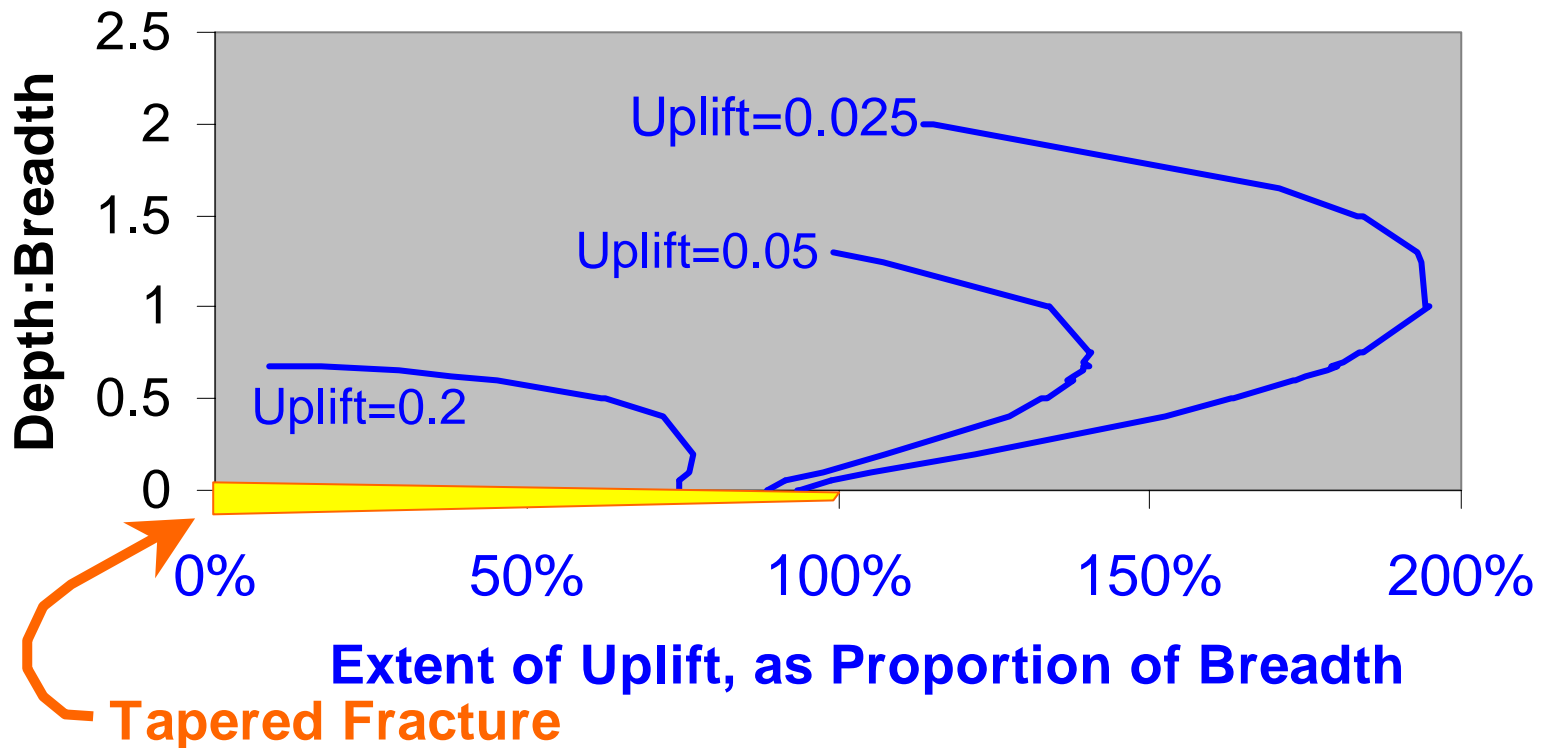 2.5
2
1.5
1
0.5
0
Depth:Breadth
Uplift=0.025
Uplift=0.05
Uplift=0.2
0% 50% 100% 150% 200%
Extent of Uplift, as Proportion of Breadth
Tapered Fracture